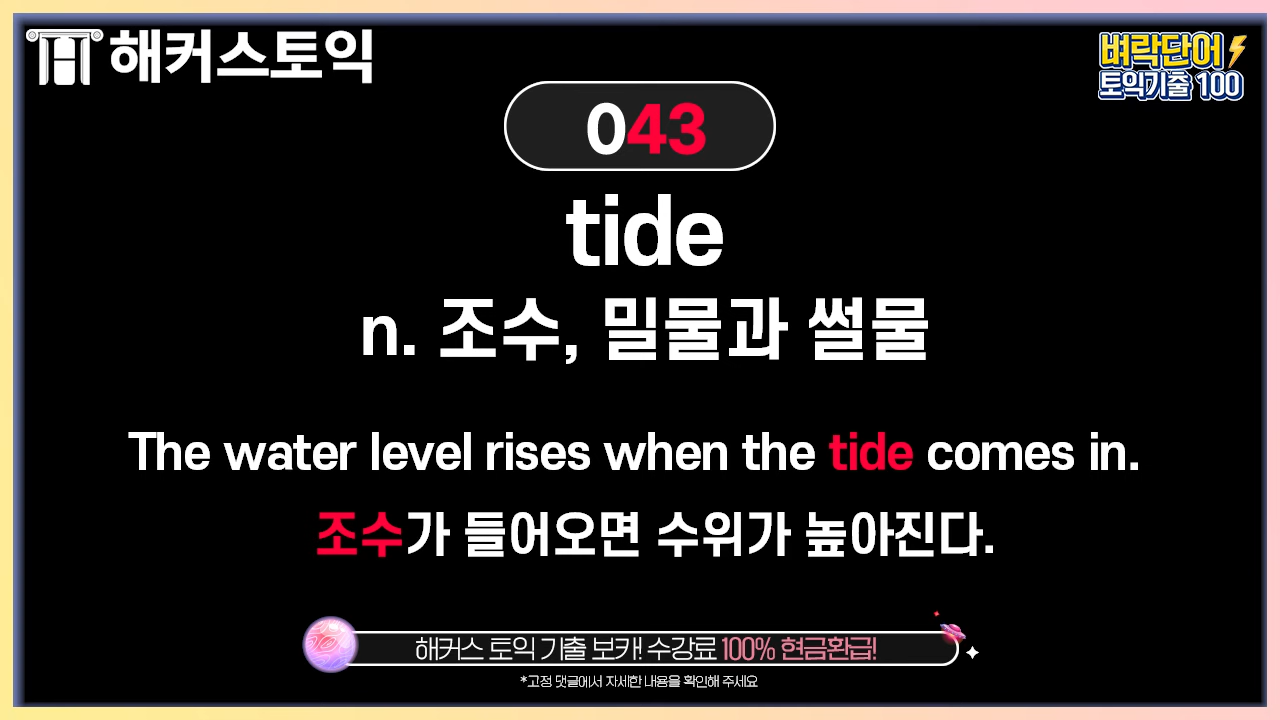 해커스토익
벼락단어
토익기출 100
043
tide
n. 조수, 밀물과 썰물
The water level rises when the tide comes in.
조수가 들어오면 수위가 높아진다.
해커스 토익 기출 보카! 수강료 100% 현금환급!
*고정 댓글에서 자세한 내용을 확인해 주세요